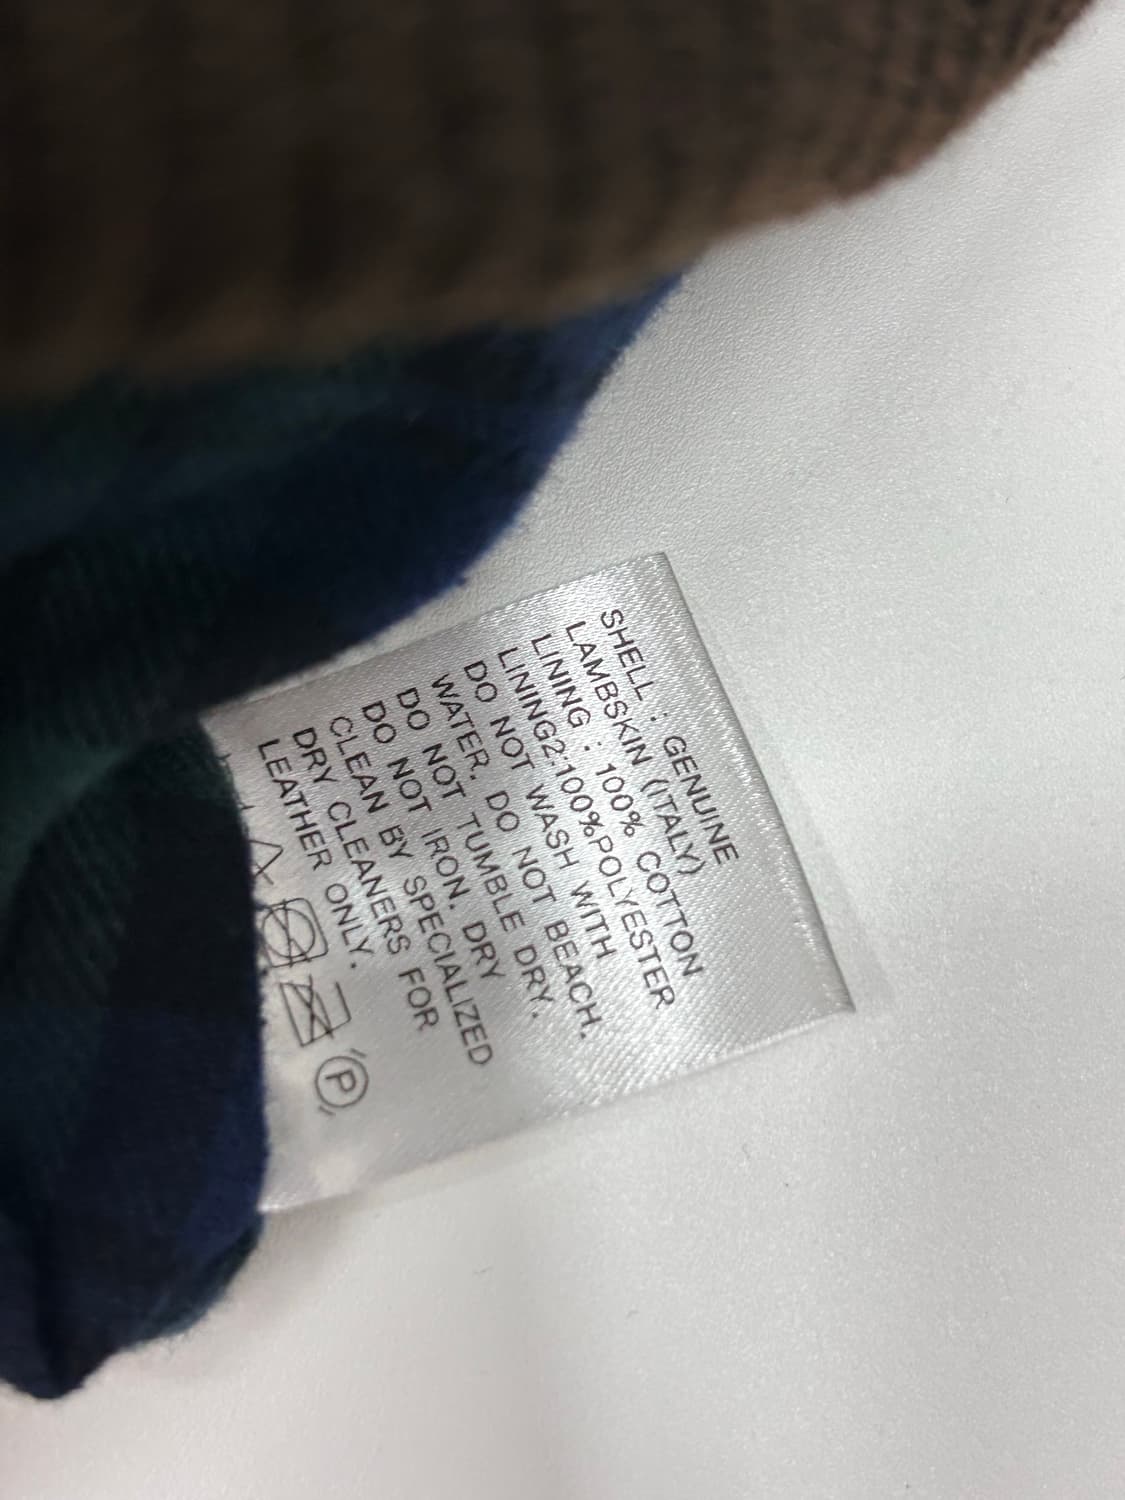 SHELL : GENUINE
LAMBSKIN (ITALY)
LINING : 100% COTTON
LINING2:100%POLYESTER
DO NOT WASH WITH
WATER. DO NOT BEACH.
DO NOT TUMBLE DRY.
DO NOT IRON. DRY
CLEAN BY SPECIALIZED
DRY CLEANERS FOR
LEATHER ONLY.
P